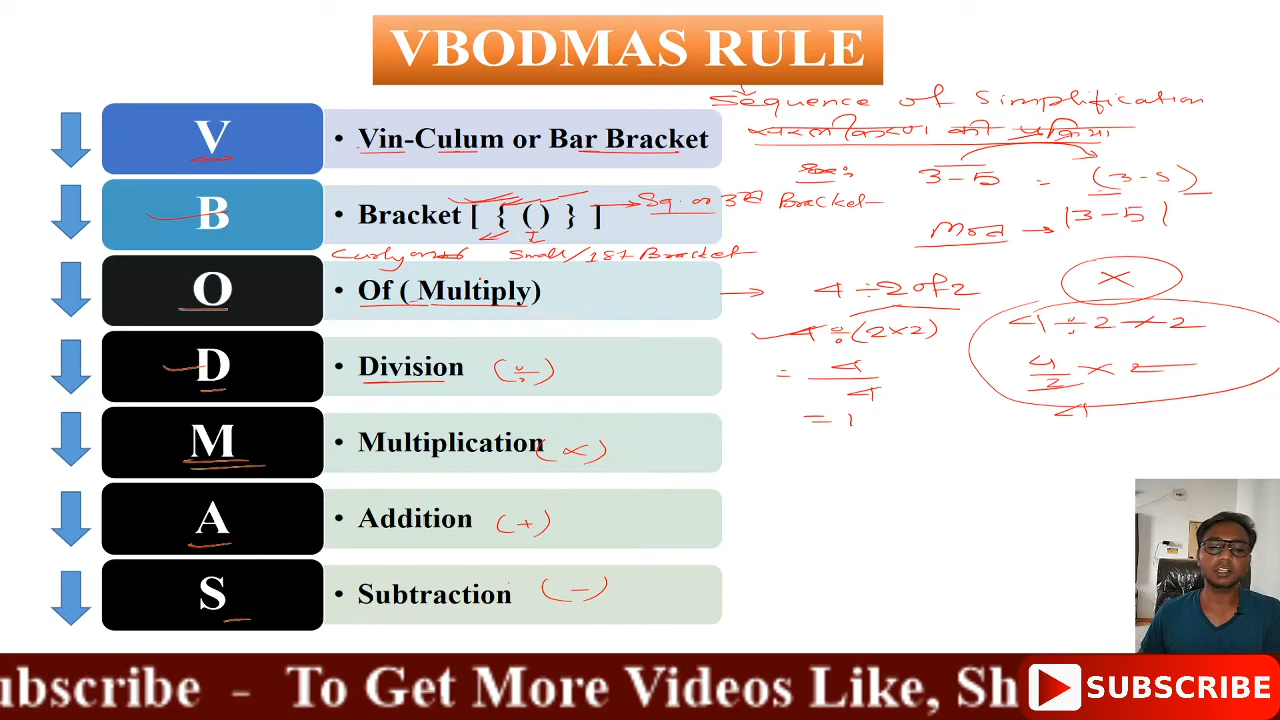 VBODMAS RULE
Sequence of Simplification
सरलीकरण की प्रक्रिया
V
• Vin-Culum or Bar Bracket
3-5 = (3-5)
Mod → |3-5|
B
• Bracket [ { ( ) } ]
→ Sq. or 3rd Bracket
Curly or Small/1st Bracket
O
• Of ( Multiply)
→ 4 ÷ 2 of 2
×
4 ÷ (2×2)
4 ÷ 2 × 2
D
• Division (÷)
= 4/4
4/2 × 2
= 1
4
M
• Multiplication (×)
A
• Addition (+)
S
• Subtraction (-)
ubscribe - To Get More Videos Like, Sh
SUBSCRIBE